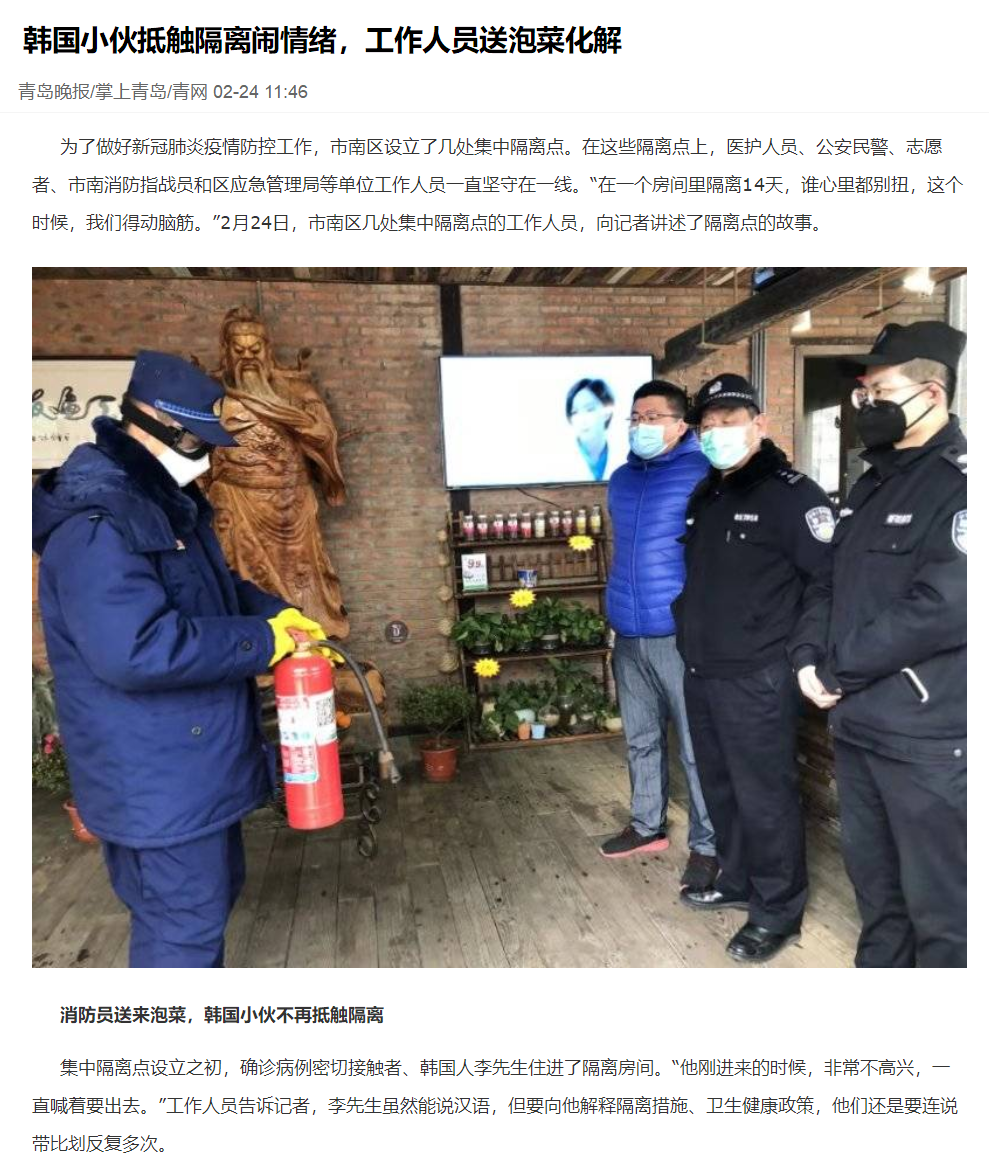 韩国小伙抵触隔离闹情绪，工作人员送泡菜化解
青岛晚报/掌上青岛/青网 02-24 11:46
为了做好新冠肺炎疫情防控工作，市南区设立了几处集中隔离点。在这些隔离点上，医护人员、公安民警、志愿
者、市南消防指战员和区应急管理局等单位工作人员一直坚守在一线。“在一个房间里隔离14天，谁心里都别扭，这个
时候，我们得动脑筋。”2月24日，市南区几处集中隔离点的工作人员，向记者讲述了隔离点的故事。
消防员送来泡菜，韩国小伙不再抵触隔离
集中隔离点设立之初，确诊病例密切接触者、韩国人李先生住进了隔离房间。“他刚进来的时候，非常不高兴，一
直喊着要出去。”工作人员告诉记者，李先生虽然能说汉语，但要向他解释隔离措施、卫生健康政策，他们还是要连说
带比划反复多次。